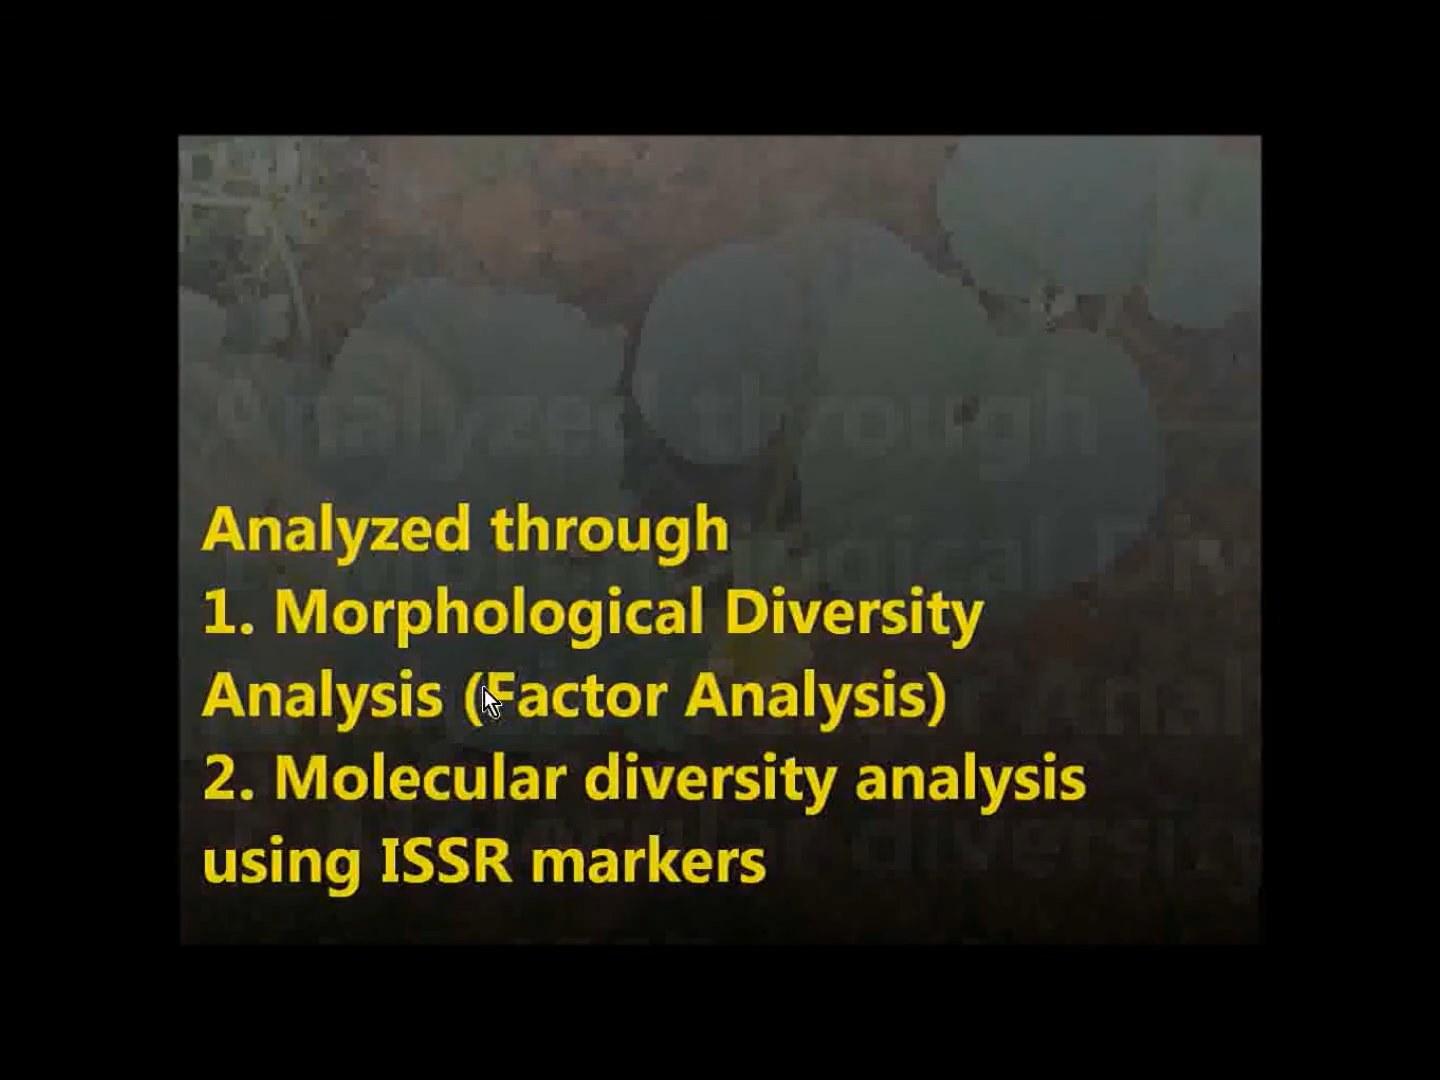 Analyzed through
1. Morphological Diversity
Analysis (Factor Analysis)
2. Molecular diversity analysis
using ISSR markers